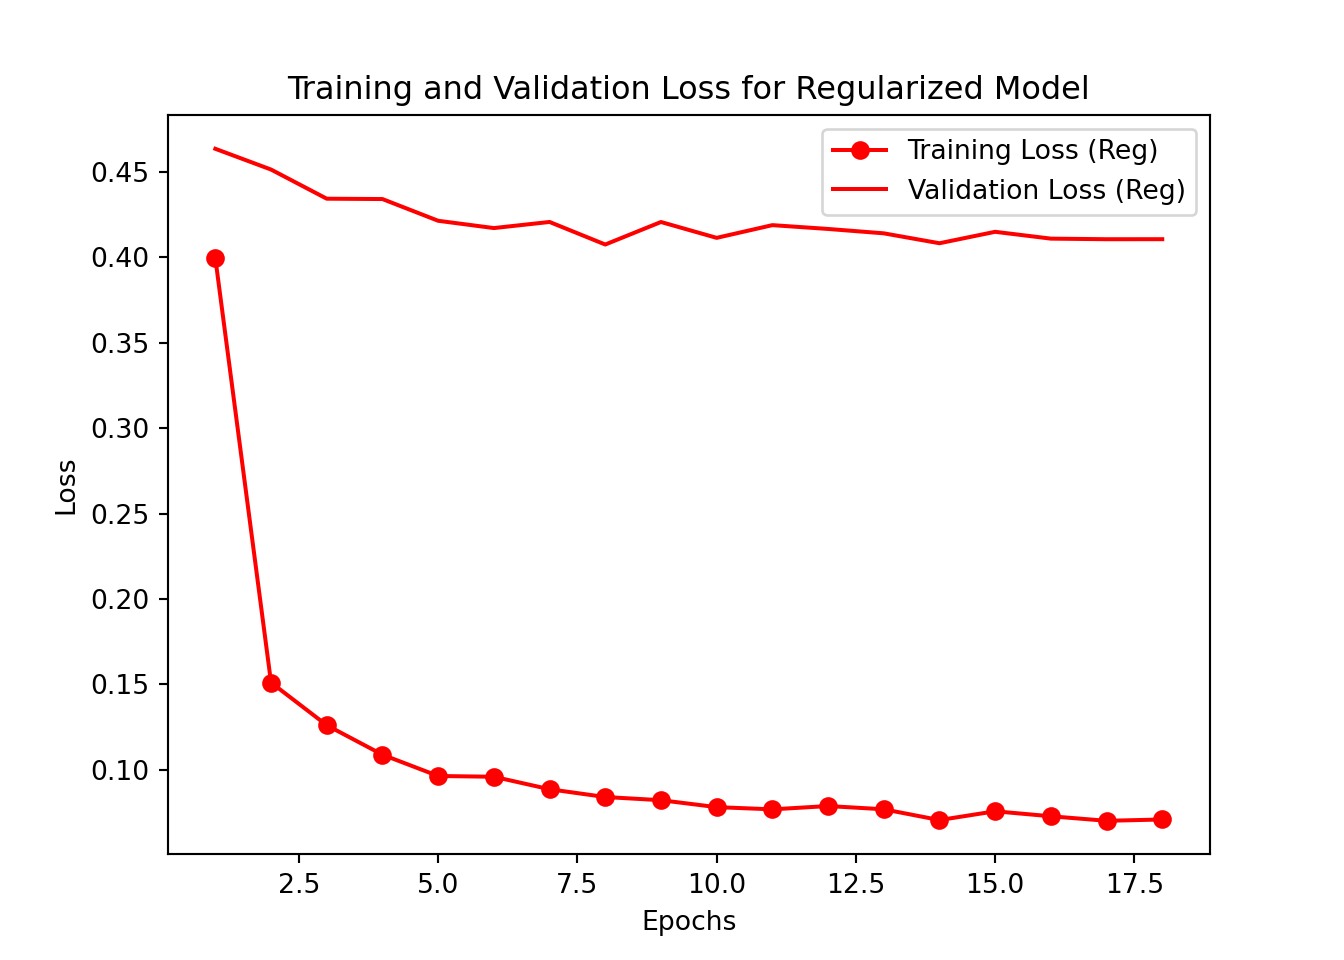 Training and Validation Loss for Regularized Model
Training Loss (Reg)
Validation Loss (Reg)
0.45
0.40
0.35
0.30
0.25
0.20
0.15
0.10
Loss
2.5 5.0 7.5 10.0 12.5 15.0 17.5
Epochs